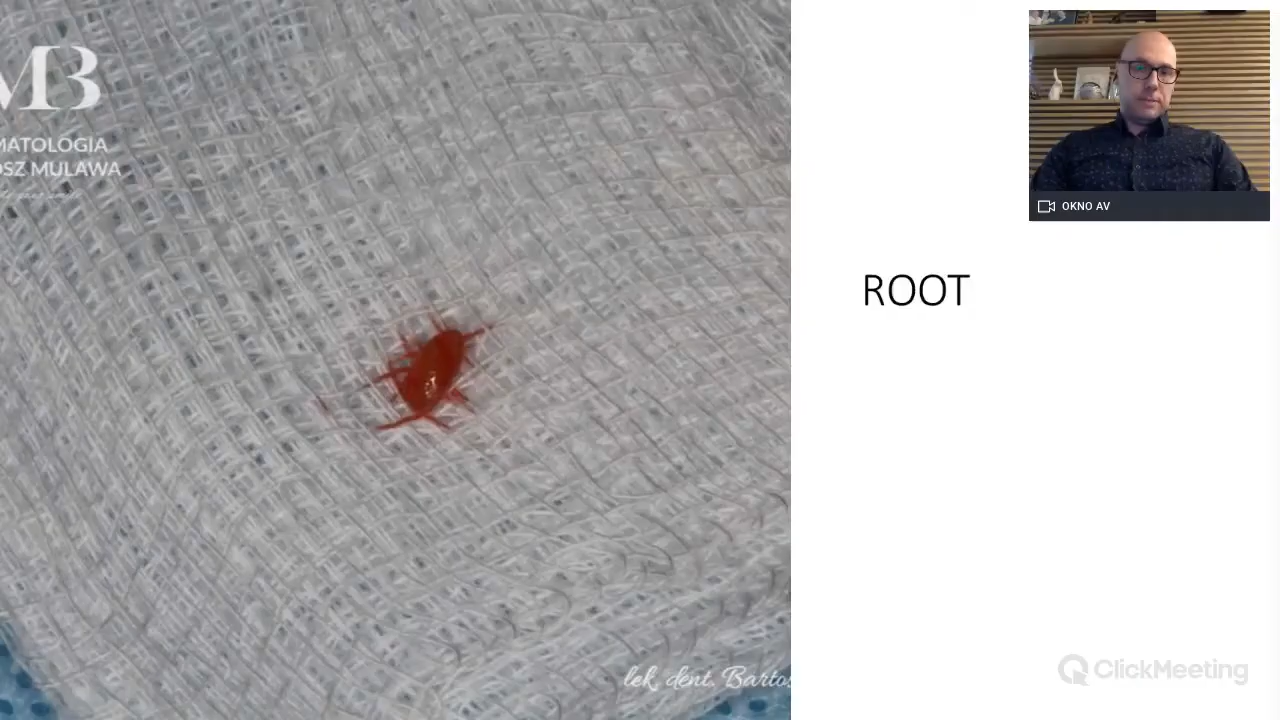 MB
MATOLOGIA
OSZ MULAWA
lek. dent. Bartos
ROOT
OKNO AV
ClickMeeting